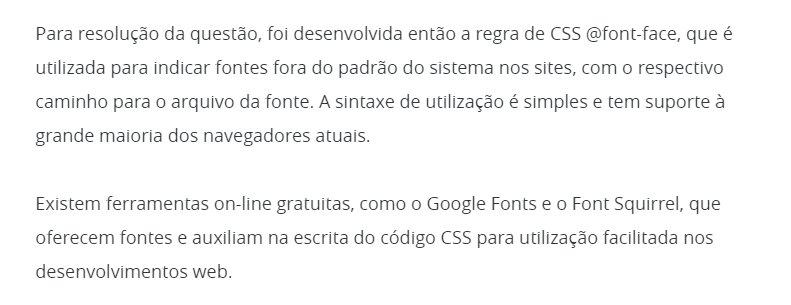 Para resolução da questão, foi desenvolvida então a regra de CSS @font-face, que é
utilizada para indicar fontes fora do padrão do sistema nos sites, com o respectivo
caminho para o arquivo da fonte. A sintaxe de utilização é simples e tem suporte à
grande maioria dos navegadores atuais.
Existem ferramentas on-line gratuitas, como o Google Fonts e o Font Squirrel, que
oferecem fontes e auxiliam na escrita do código CSS para utilização facilitada nos
desenvolvimentos web.